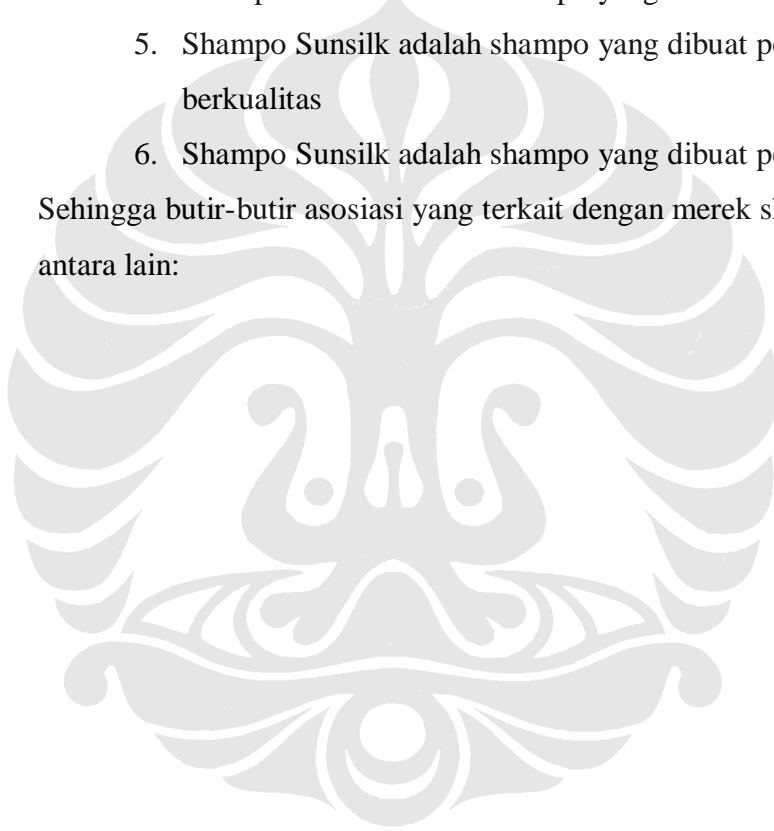 5. Shampo Sunsilk adalah shampo yang dibuat
berkualitas
6. Shampo Sunsilk adalah shampo yang dibuat
Sehingga butir-butir asosiasi yang terkait dengan merek
antara lain: